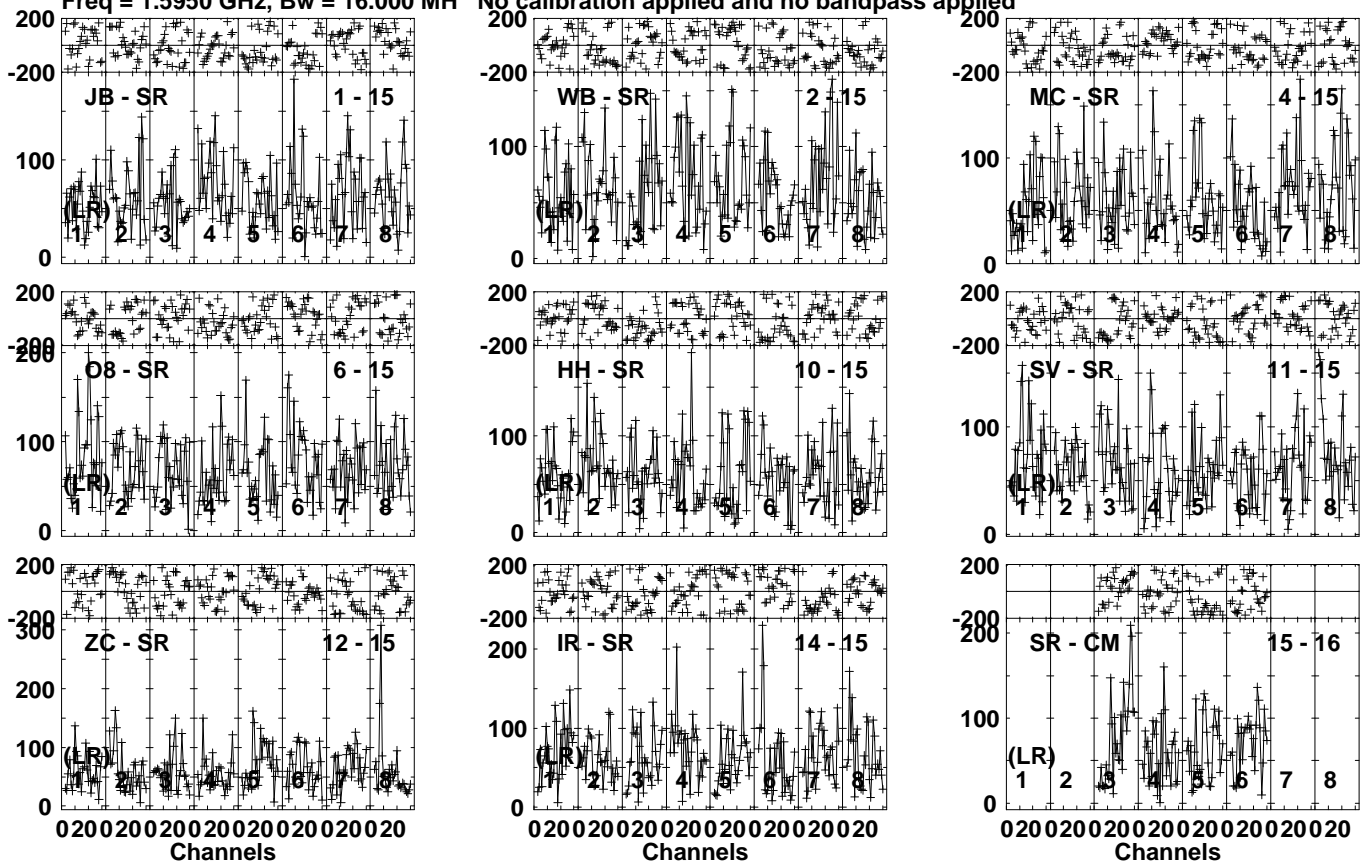 Freq = 1.5950 GHz, Bw = 16.000 MH No calibration applied and no bandpass applied
200
-200
JB - SR 1 - 15
100
(LR)
1 2 3 4 5 6 7 8
0
200
-200
WB - SR 2 - 15
100
(LR)
1 2 3 4 5 6 7 8
0
200
-200
MC - SR 4 - 15
100
(LR)
1 2 3 4 5 6 7 8
0
200
-200
200
O8 - SR 6 - 15
100
(LR)
1 2 3 4 5 6 7 8
0
200
-200
HH - SR 10 - 15
100
(LR)
1 2 3 4 5 6 7 8
0
200
-200
SV - SR 11 - 15
100
(LR)
1 2 3 4 5 6 7 8
0
200
-200
300
ZC - SR 12 - 15
200
100
(LR)
1 2 3 4 5 6 7 8
0
0 20 0 20 0 20 0 20 0 20 0 20 0 20 0 20
Channels
200
-200
IR - SR 14 - 15
200
100
(LR)
1 2 3 4 5 6 7 8
0
0 20 0 20 0 20 0 20 0 20 0 20 0 20 0 20
Channels
200
-200
200
SR - CM 15 - 16
100
(LR)
1 2 3 4 5 6 7 8
0
0 20 0 20 0 20 0 20 0 20 0 20 0 20 0 20
Channels